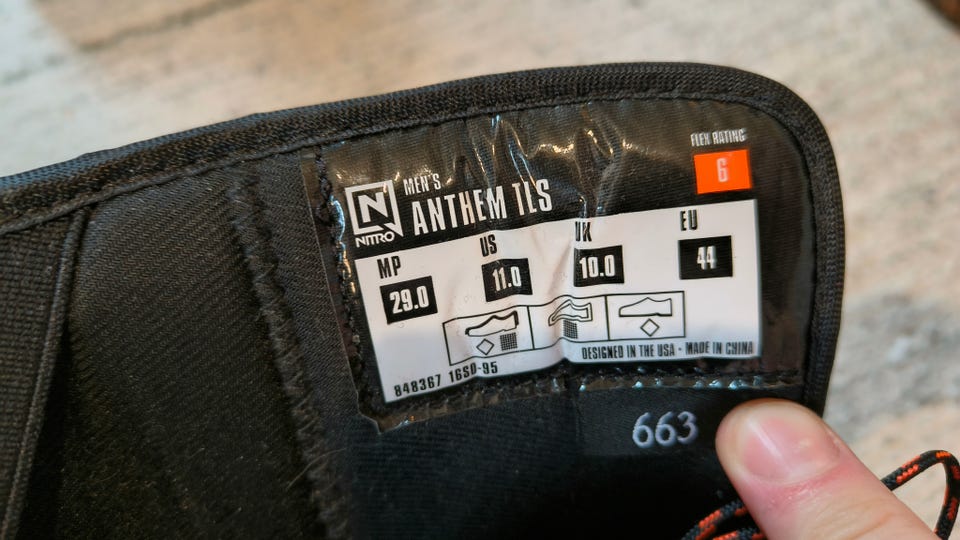 FLEX RATING
6
N
NITRO
MEN'S
ANTHEM TLS
MP US UK EU
29.0 11.0 10.0 44
DESIGNED IN THE USA - MADE IN CHINA
848367 16S0-95
663